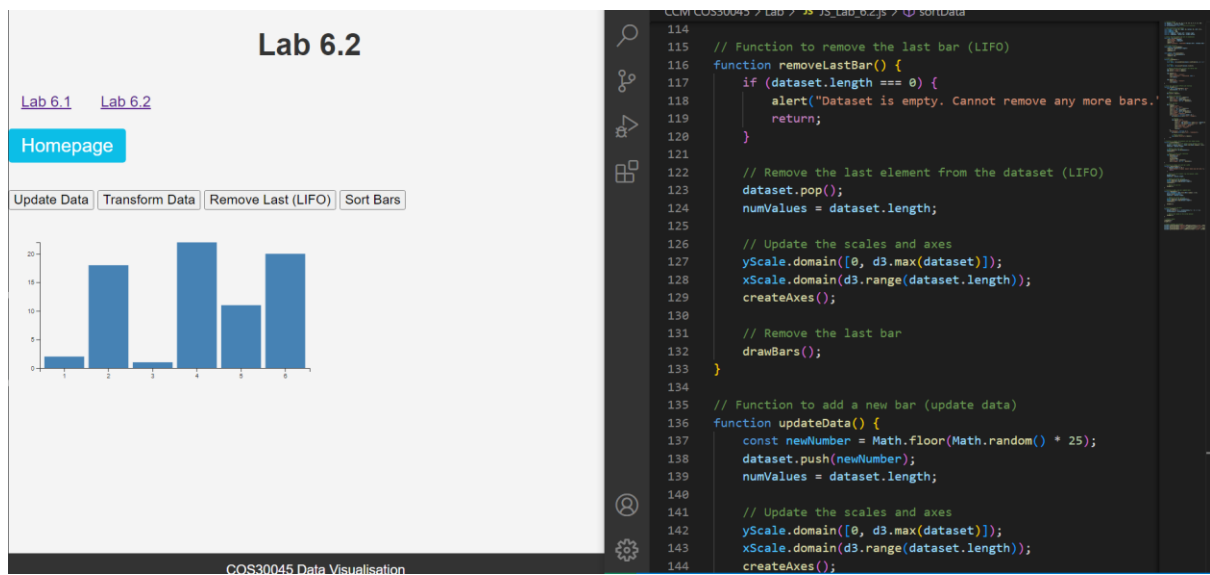 Lab 6.2
Lab 6.1 Lab 6.2
Homepage
Update Data Transform Data Remove Last (LIFO) Sort Bars
20
15
10
5
0
1 2 3 4 5 6
COS30045 Data Visualisation
CCM COS30045 > Lab > JS JS_Lab_6.2.js > sortData
114
115 // Function to remove the last bar (LIFO)
116 function removeLastBar() {
117 if (dataset.length === 0) {
118 alert("Dataset is empty. Cannot remove any more bars."
119 return;
120 }
121
122 // Remove the last element from the dataset (LIFO)
123 dataset.pop();
124 numValues = dataset.length;
125
126 // Update the scales and axes
127 yScale.domain([0, d3.max(dataset)]);
128 xScale.domain(d3.range(dataset.length));
129 createAxes();
130
131 // Remove the last bar
132 drawBars();
133 }
134
135 // Function to add a new bar (update data)
136 function updateData() {
137 const newNumber = Math.floor(Math.random() * 25);
138 dataset.push(newNumber);
139 numValues = dataset.length;
140
141 // Update the scales and axes
142 yScale.domain([0, d3.max(dataset)]);
143 xScale.domain(d3.range(dataset.length));
144 createAxes();